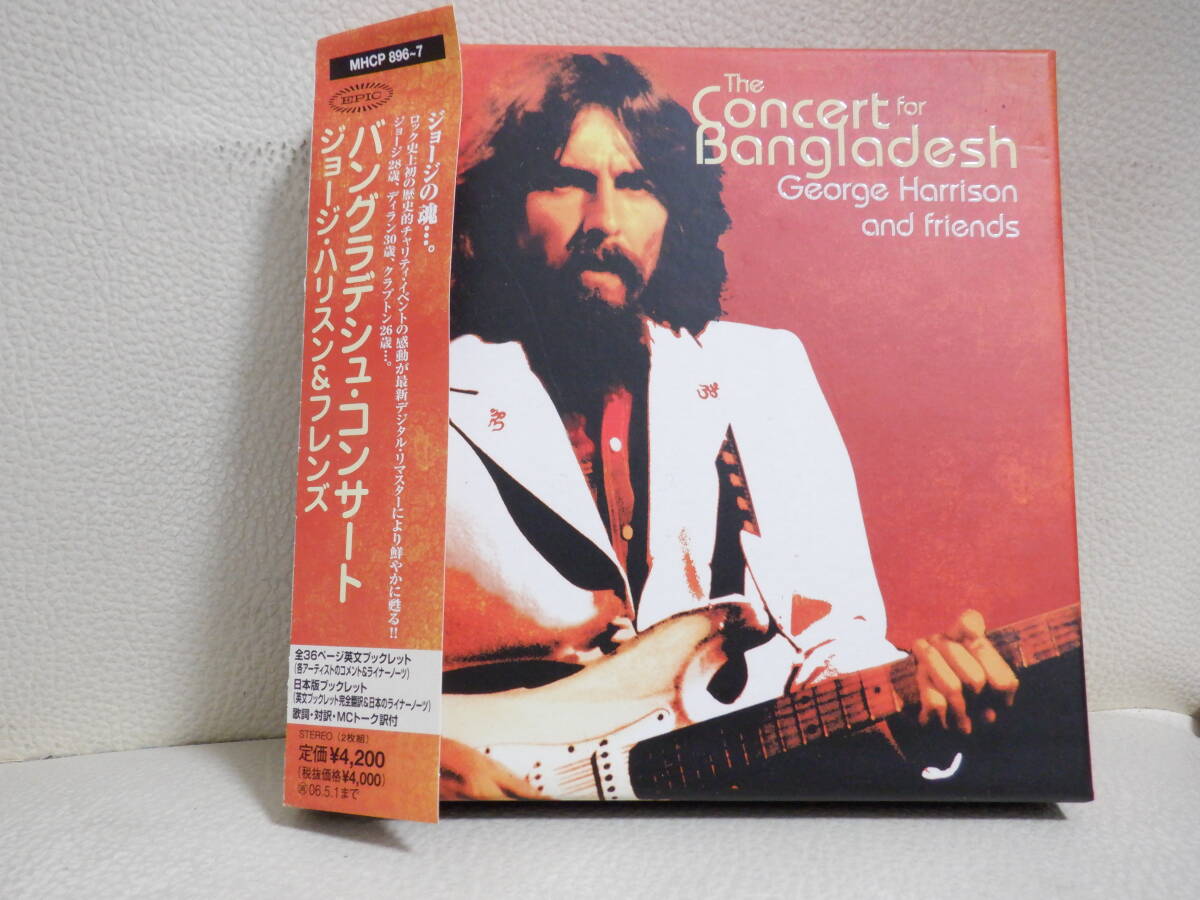 MHCP 896~7
EPIC
バングラデシュ・コンサート
ジョージ・ハリスン&フレンズ
ジョージの魂…。
ロック史上初の歴史的チャリティ・イベントの感動が最新デジタル・リマスターにより鮮やかに甦る!!
ジョージ28歳、ディラン30歳、クラプトン26歳…。
全36ページ英文ブックレット
(各アーティストのコメント&ライナーノーツ)
日本版ブックレット
(英文ブックレット完全翻訳&日本のライナーノーツ)
歌詞・対訳・MCトーク訳付
STEREO (2枚組)
定価¥4,200
(税抜価格¥4,000)
06.5.1まで
The
Concert for
Bangladesh
George Harrison
and friends